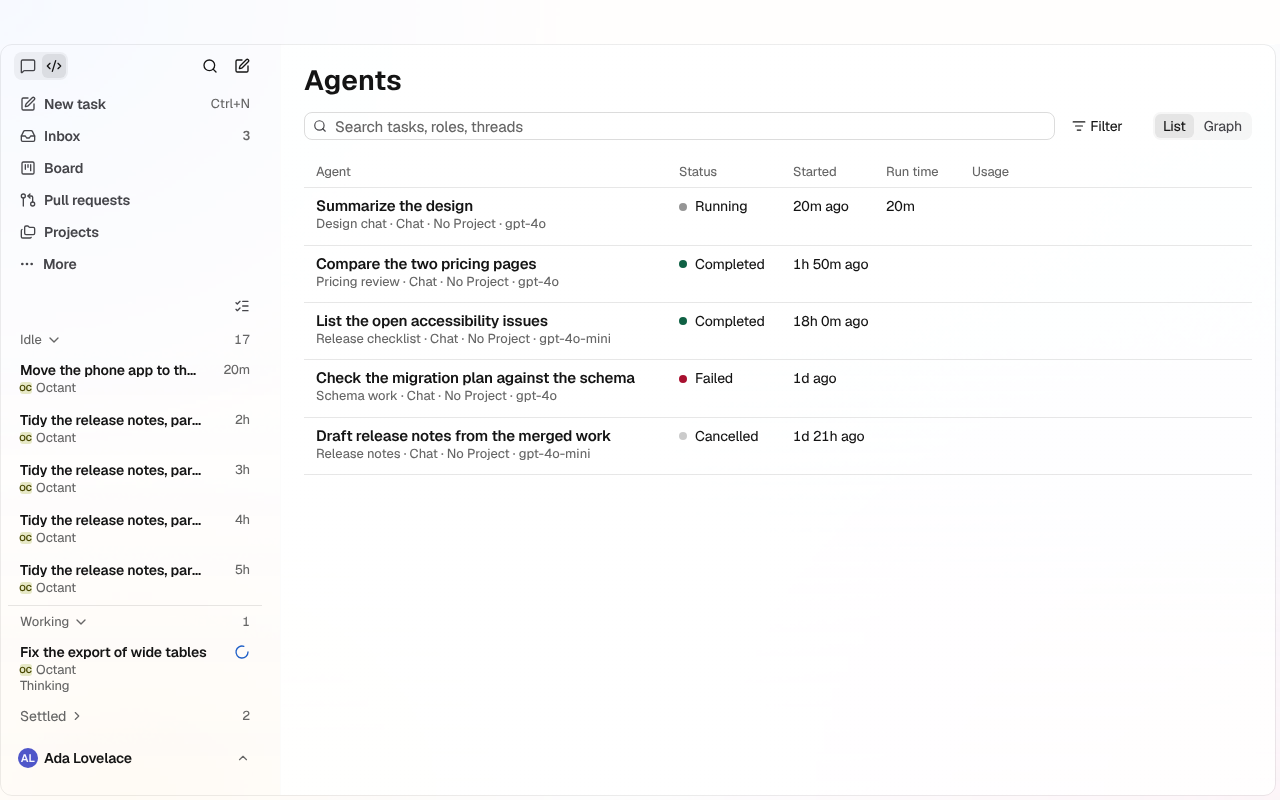 New task Ctrl+N
Inbox 3
Board
Pull requests
Projects
More
Idle 17
Move the phone app to th... 20m
OC Octant
Tidy the release notes, par... 2h
OC Octant
Tidy the release notes, par... 3h
OC Octant
Tidy the release notes, par... 4h
OC Octant
Tidy the release notes, par... 5h
OC Octant
Working 1
Fix the export of wide tables
OC Octant
Thinking
Settled 2
AL Ada Lovelace
Agents
Search tasks, roles, threads
Filter
List Graph
Agent Status Started Run time Usage
Summarize the design Running 20m ago 20m
Design chat · Chat · No Project · gpt-4o
Compare the two pricing pages Completed 1h 50m ago
Pricing review · Chat · No Project · gpt-4o
List the open accessibility issues Completed 18h 0m ago
Release checklist · Chat · No Project · gpt-4o-mini
Check the migration plan against the schema Failed 1d ago
Schema work · Chat · No Project · gpt-4o
Draft release notes from the merged work Cancelled 1d 21h ago
Release notes · Chat · No Project · gpt-4o-mini